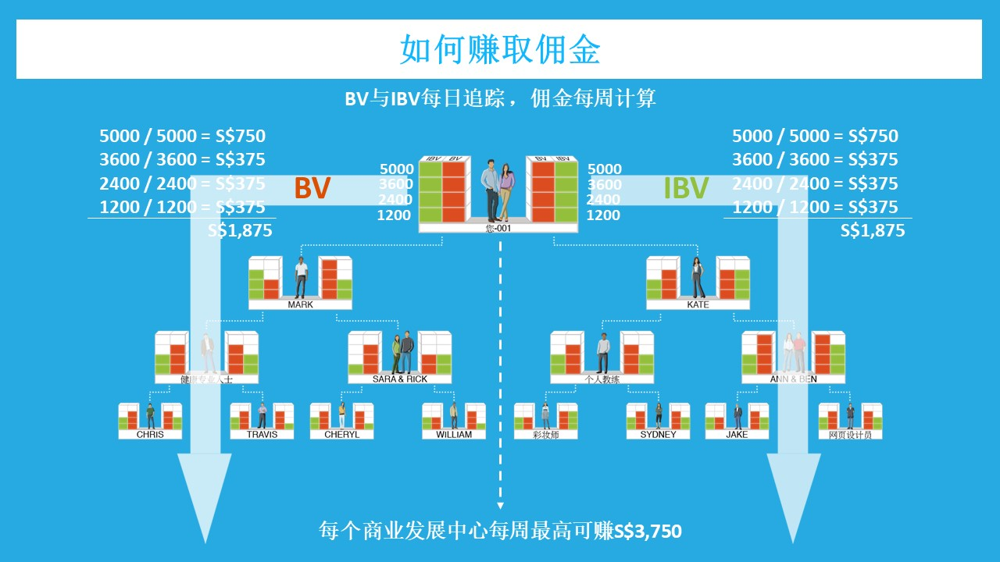 如何赚取佣金
BV与IBV每日追踪，佣金每周计算
5000 / 5000 = S$750
3600 / 3600 = S$375
2400 / 2400 = S$375
1200 / 1200 = S$375
S$1,875
BV
5000
3600
2400
1200
IBV BV
BV IBV
您-001
5000
3600
2400
1200
IBV
5000 / 5000 = S$750
3600 / 3600 = S$375
2400 / 2400 = S$375
1200 / 1200 = S$375
S$1,875
MARK
KATE
健康专业人士
SARA & RICK
个人教练
ANN & BEN
CHRIS
TRAVIS
CHERYL
WILLIAM
彩妆师
SYDNEY
JAKE
网页设计员
每个商业发展中心每周最高可赚S$3,750